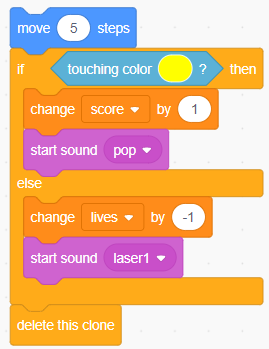 move 5 steps
if touching color ? then
change score by 1
start sound pop
else
change lives by -1
start sound laser1
delete this clone